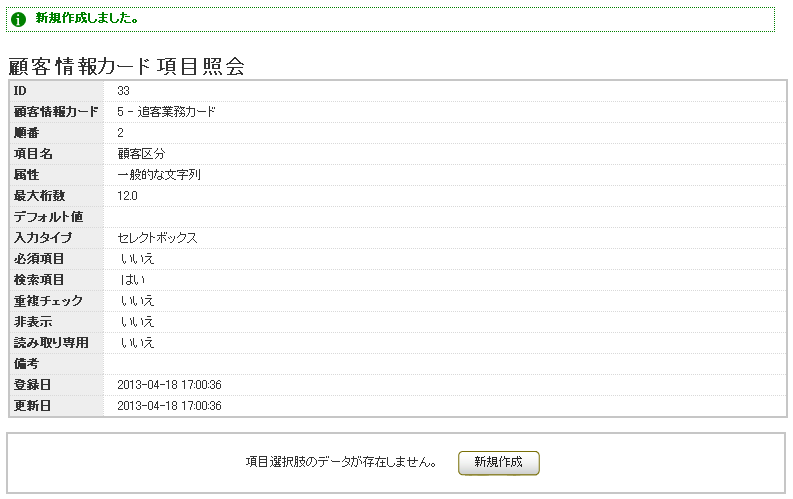 新規作成しました。
顧客情報カード項目照会
ID 33
顧客情報カード 5 - 追客業務カード
順番 2
項目名 顧客区分
属性 一般的な文字列
最大桁数 12.0
デフォルト値
入力タイプ セレクトボックス
必須項目 いいえ
検索項目 はい
重複チェック いいえ
非表示 いいえ
読み取り専用 いいえ
備考
登録日 2013-04-18 17:00:36
更新日 2013-04-18 17:00:36
項目選択肢のデータが存在しません。 新規作成